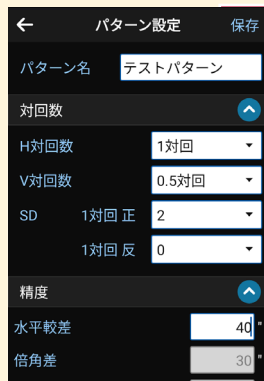 ← パターン設定 保存
パターン名 テストパターン
対回数
H対回数 1対回
V対回数 0.5対回
SD 1対回 正 2
1対回 反 0
精度
水平較差 40 "
倍角差 30 "